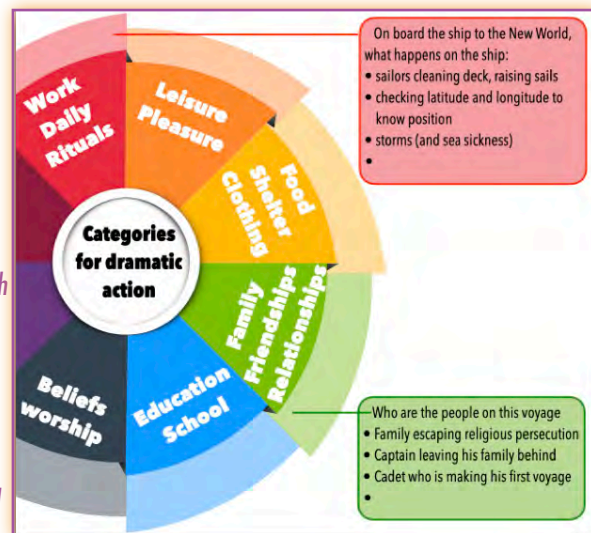 Work
Daily
Rituals
Leisure
Pleasure
Food
Shelter
Clothing
Categories
for dramatic
action
Family
Friendships
Relationships
Education
School
Beliefs
worship
On board the ship to the New World,
what happens on the ship:
• sailors cleaning deck, raising sails
• checking latitude and longitude to
know position
• storms (and sea sickness)
•
Who are the people on this voyage
• Family escaping religious persecution
• Captain leaving his family behind
• Cadet who is making his first voyage
•